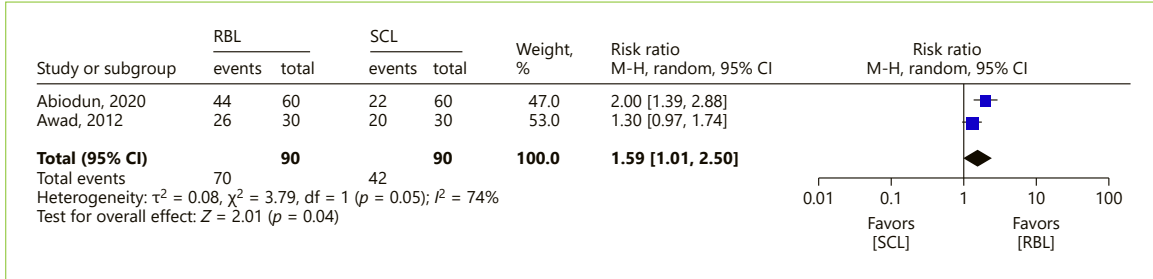 RBL SCL Weight, Risk ratio Risk ratio
Study or subgroup events total events total % M-H, random, 95% CI M-H, random, 95% CI
Abiodun, 2020 44 60 22 60 47.0 2.00 [1.39, 2.88]
Awad, 2012 26 30 20 30 53.0 1.30 [0.97, 1.74]
Total (95% CI) 90 90 100.0 1.59 [1.01, 2.50]
Total events 70 42
Heterogeneity: τ² = 0.08, χ² = 3.79, df = 1 (p = 0.05); I² = 74%
Test for overall effect: Z = 2.01 (p = 0.04)
0.01 0.1 1 10 100
Favors Favors
[SCL] [RBL]